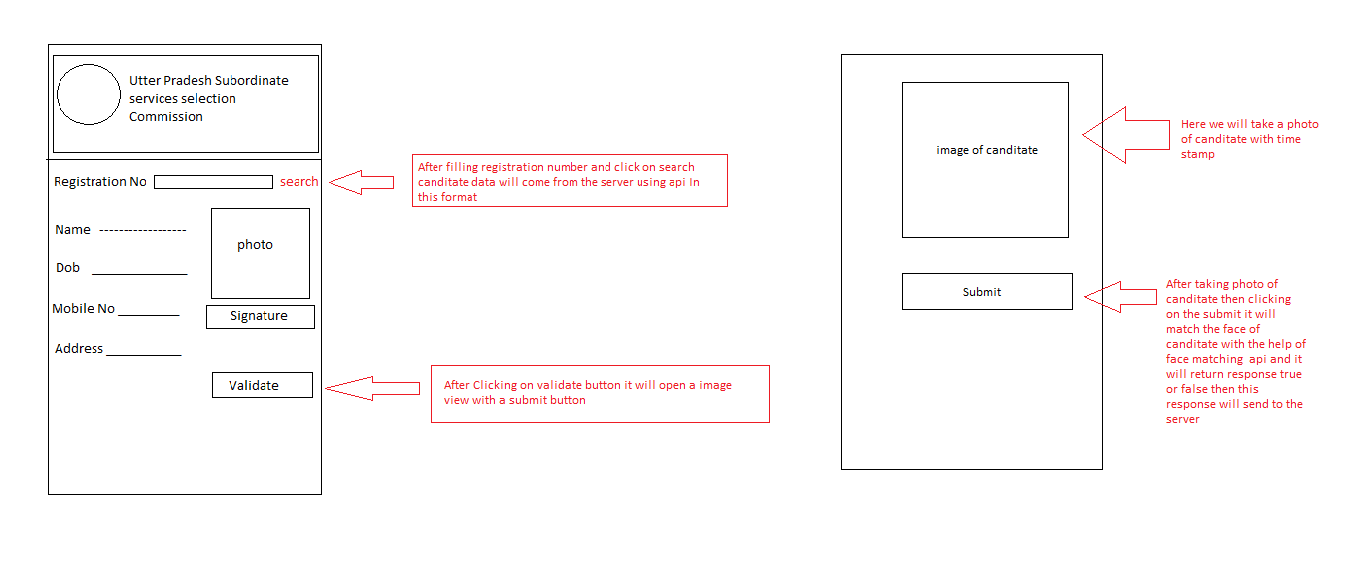 Utter Pradesh Subordinate
services selection
Commission
Registration No
search
Name ------------------
photo
Dob ______________
Mobile No _________
Signature
Address ___________
Validate
After filling registration number and click on search
canditate data will come from the server using api in
this format
After Clicking on validate button it will open a image
view with a submit button
image of canditate
Submit
Here we will take a photo
of canditate with time
stamp
After taking photo of
canditate then clicking
on the submit it will
match the face of
canditate with the help of
face matching api and it
will return response true
or false then this
response will send to the
server